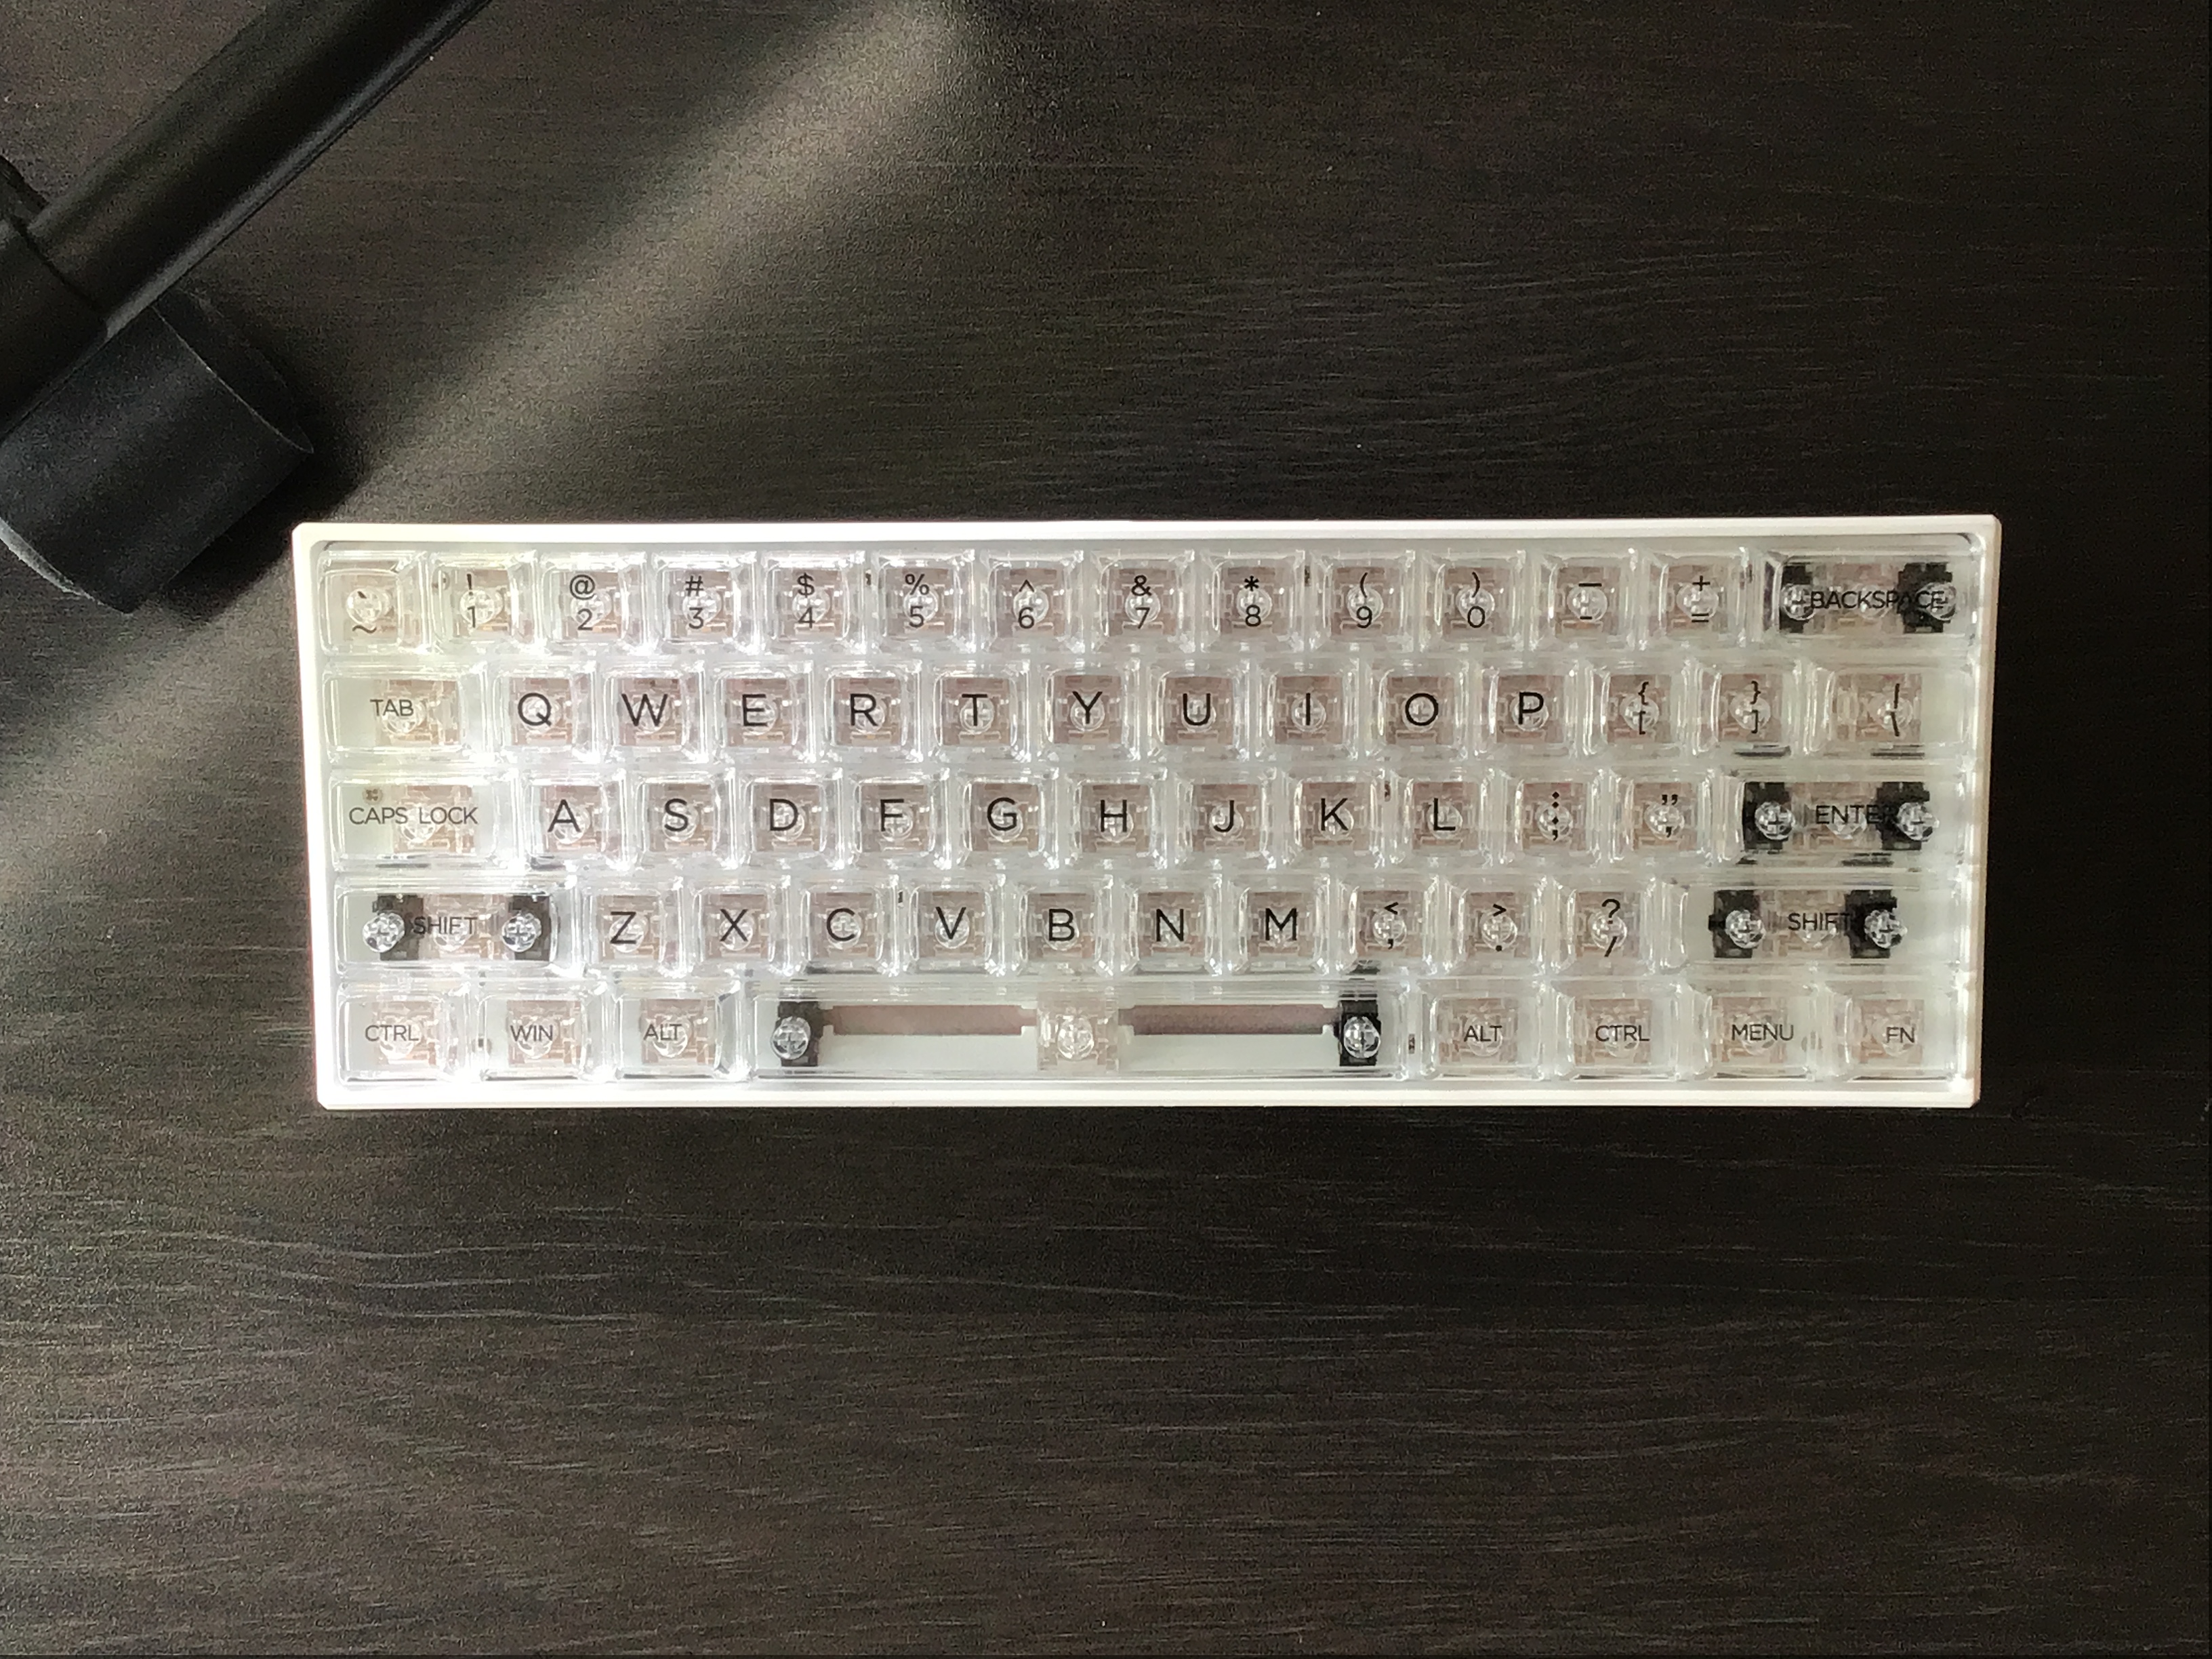 ` ! @ # $ % ^ & * ( ) — +
~ 1 2 3 4 5 6 7 8 9 0 - = BACKSPACE
TAB Q W E R T Y U I O P { [ } ] | \
CAPS LOCK A S D F G H J K L : ; " ' ENTER
SHIFT Z X C V B N M < , > . ? / SHIFT
CTRL WIN ALT ALT CTRL MENU FN